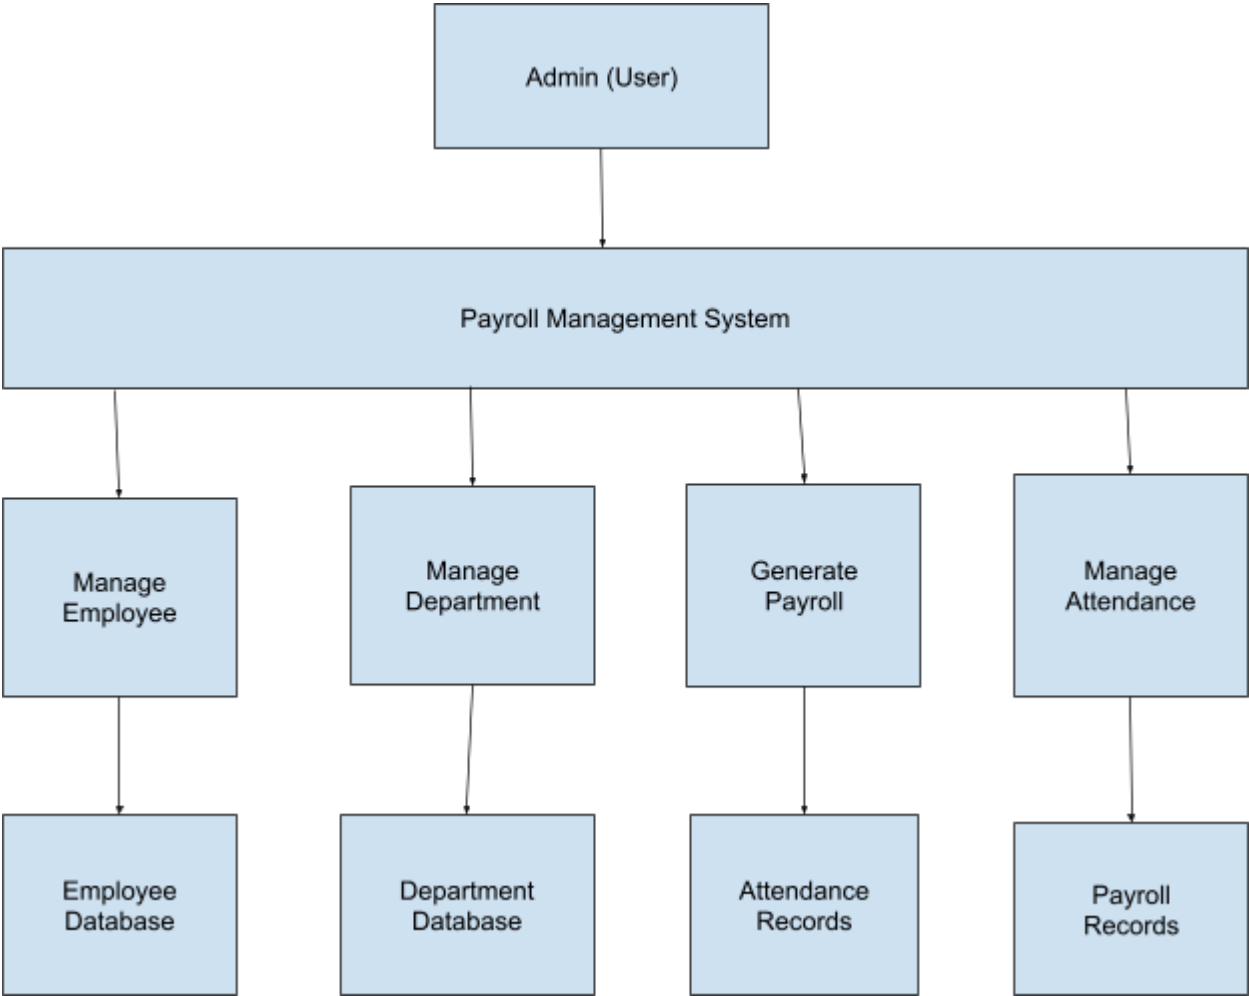 Admin (User)
Payroll Management System
Manage
Employee
Manage
Department
Generate
Payroll
Manage
Attendance
Employee
Database
Department
Database
Attendance
Records
Payroll
Records